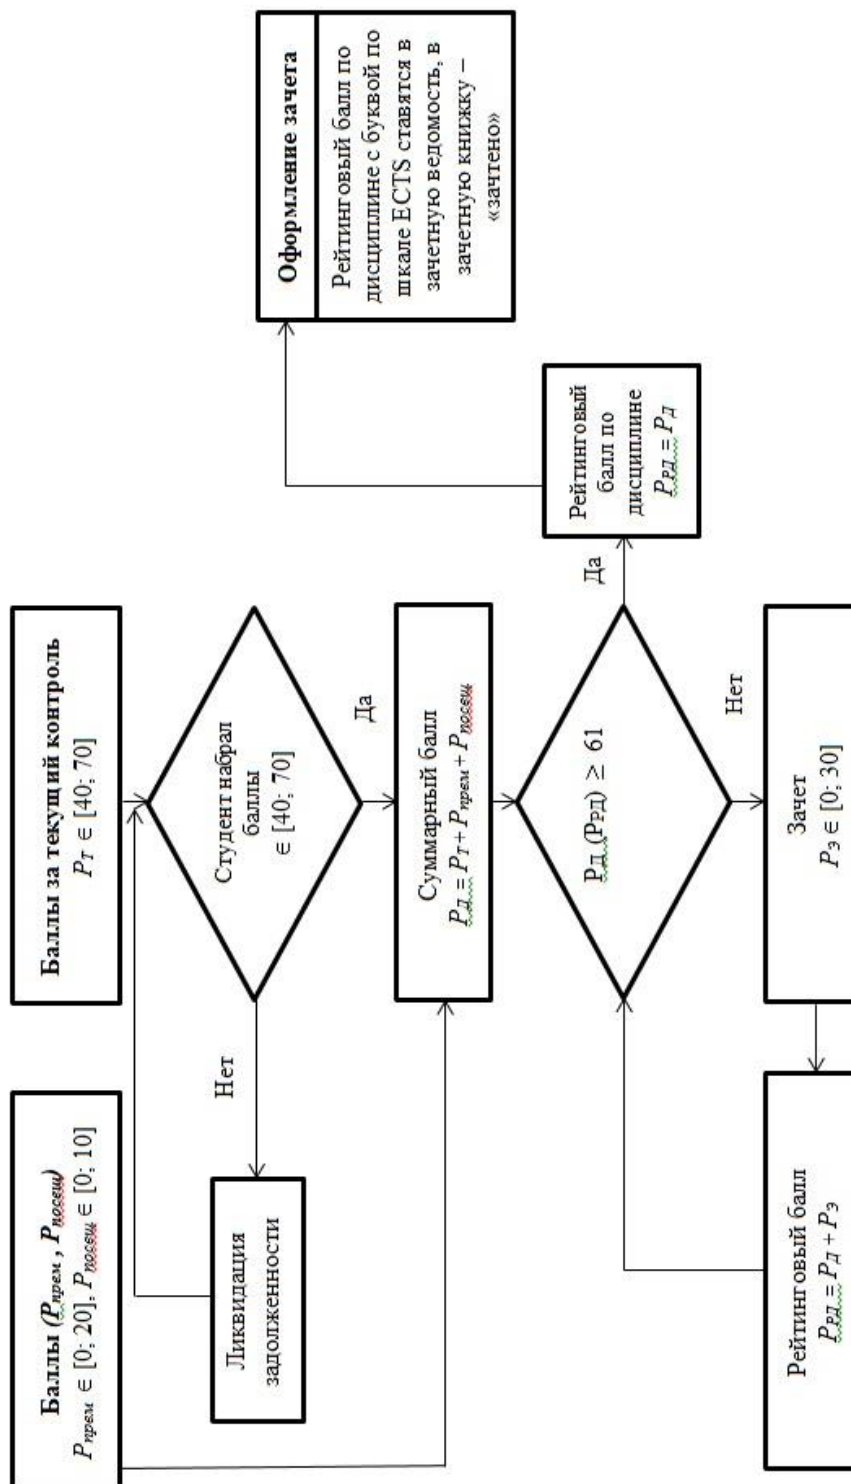 Баллы (Pпрем , Pпосещ)
Pпрем ∈ [0; 20], Pпосещ ∈ [0; 10]
Баллы за текущий контроль
PТ ∈ [40; 70]
Ликвидация
задолженности
Нет
Студент набрал
баллы
∈ [40; 70]
Да
Суммарный балл
PД = PТ + Pпрем + Pпосещ
PД (PРД) ≥ 61
Да
Рейтинговый
балл по
дисциплине
PРД = PД
Оформление зачета
Рейтинговый балл по
дисциплине с буквой по
шкале ECTS ставятся в
зачетную ведомость, в
зачетную книжку –
«зачтено»
Нет
Зачет
PЭ ∈ [0; 30]
Рейтинговый балл
PРД = PД + PЭ